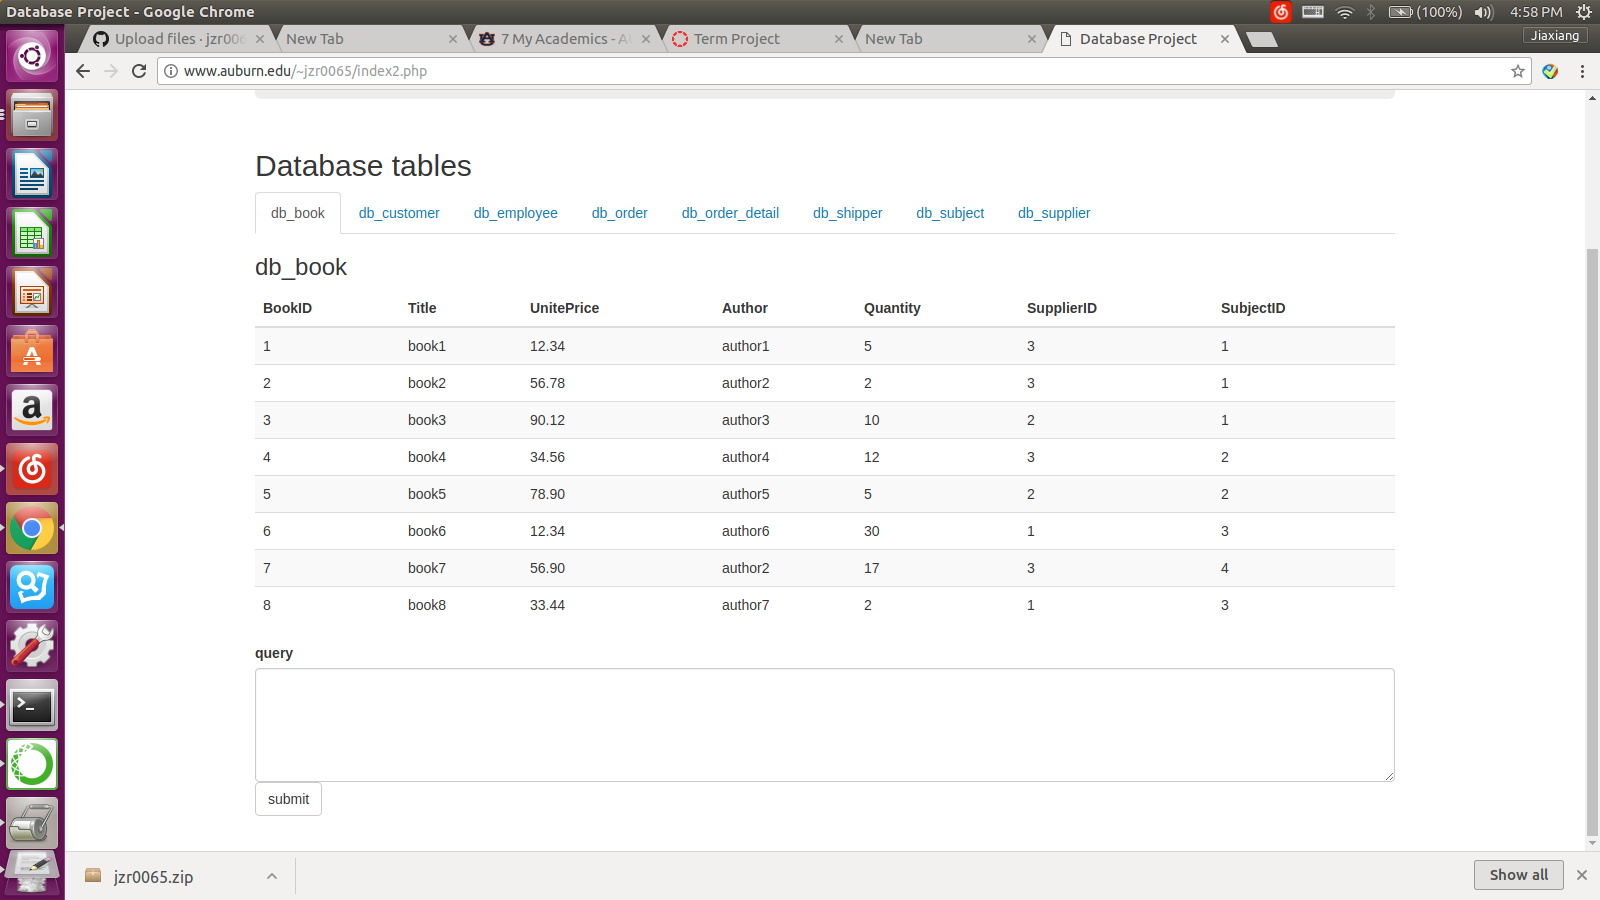 Database Project - Google Chrome
(100%) 4:58 PM
Upload files · jzr006
New Tab
7 My Academics - A
Term Project
New Tab
Database Project
Jiaxiang
www.auburn.edu/~jzr0065/index2.php
Database tables
db_book db_customer db_employee db_order db_order_detail db_shipper db_subject db_supplier
db_book
BookID Title UnitePrice Author Quantity SupplierID SubjectID
1 book1 12.34 author1 5 3 1
2 book2 56.78 author2 2 3 1
3 book3 90.12 author3 10 2 1
4 book4 34.56 author4 12 3 2
5 book5 78.90 author5 5 2 2
6 book6 12.34 author6 30 1 3
7 book7 56.90 author2 17 3 4
8 book8 33.44 author7 2 1 3
query
submit
jzr0065.zip
Show all